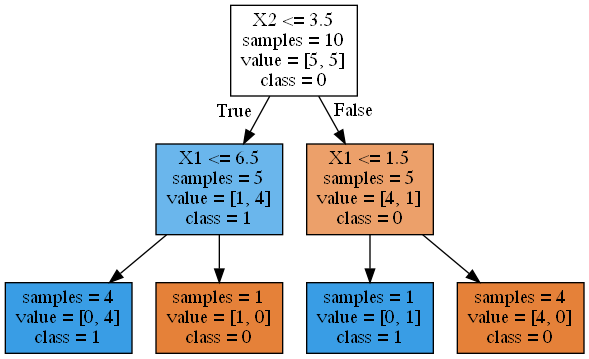 X2 <= 3.5
samples = 10
value = [5, 5]
class = 0
True
False
X1 <= 6.5
samples = 5
value = [1, 4]
class = 1
X1 <= 1.5
samples = 5
value = [4, 1]
class = 0
samples = 4
value = [0, 4]
class = 1
samples = 1
value = [1, 0]
class = 0
samples = 1
value = [0, 1]
class = 1
samples = 4
value = [4, 0]
class = 0